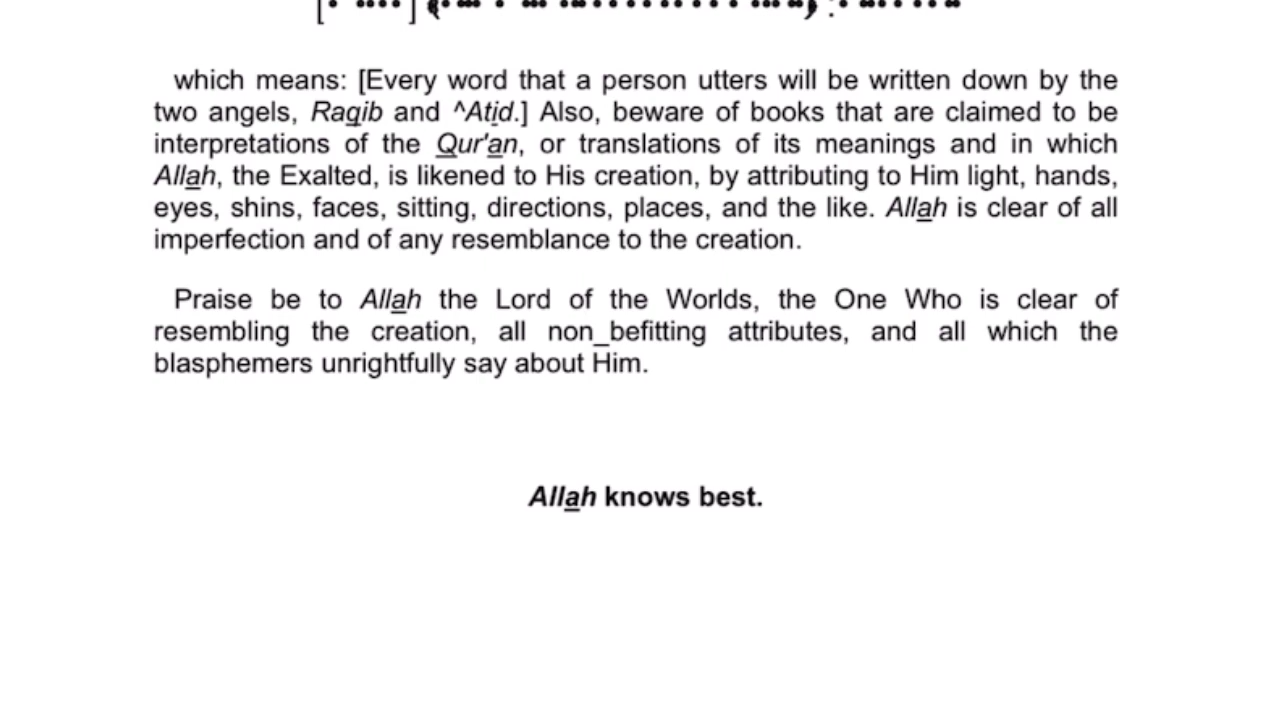 which means: [Every word that a person utters will be written down by the
two angels, Raqib and ^Atid.] Also, beware of books that are claimed to be
interpretations of the Qur'an, or translations of its meanings and in which
Allah, the Exalted, is likened to His creation, by attributing to Him light, hands,
eyes, shins, faces, sitting, directions, places, and the like. Allah is clear of all
imperfection and of any resemblance to the creation.
Praise be to Allah the Lord of the Worlds, the One Who is clear of
resembling the creation, all non_befitting attributes, and all which the
blasphemers unrightfully say about Him.
Allah knows best.